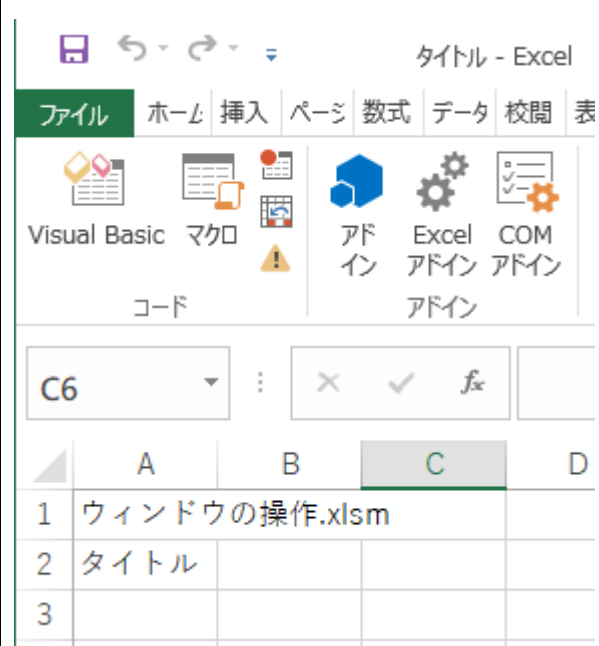 タイトル - Excel
ファイル ホーム 挿入 ページ 数式 データ 校閲 表
Visual Basic マクロ アドイン Excel アドイン COM アドイン
コード アドイン
C6 fx
A B C D
1 ウィンドウの操作.xlsm
2 タイトル
3